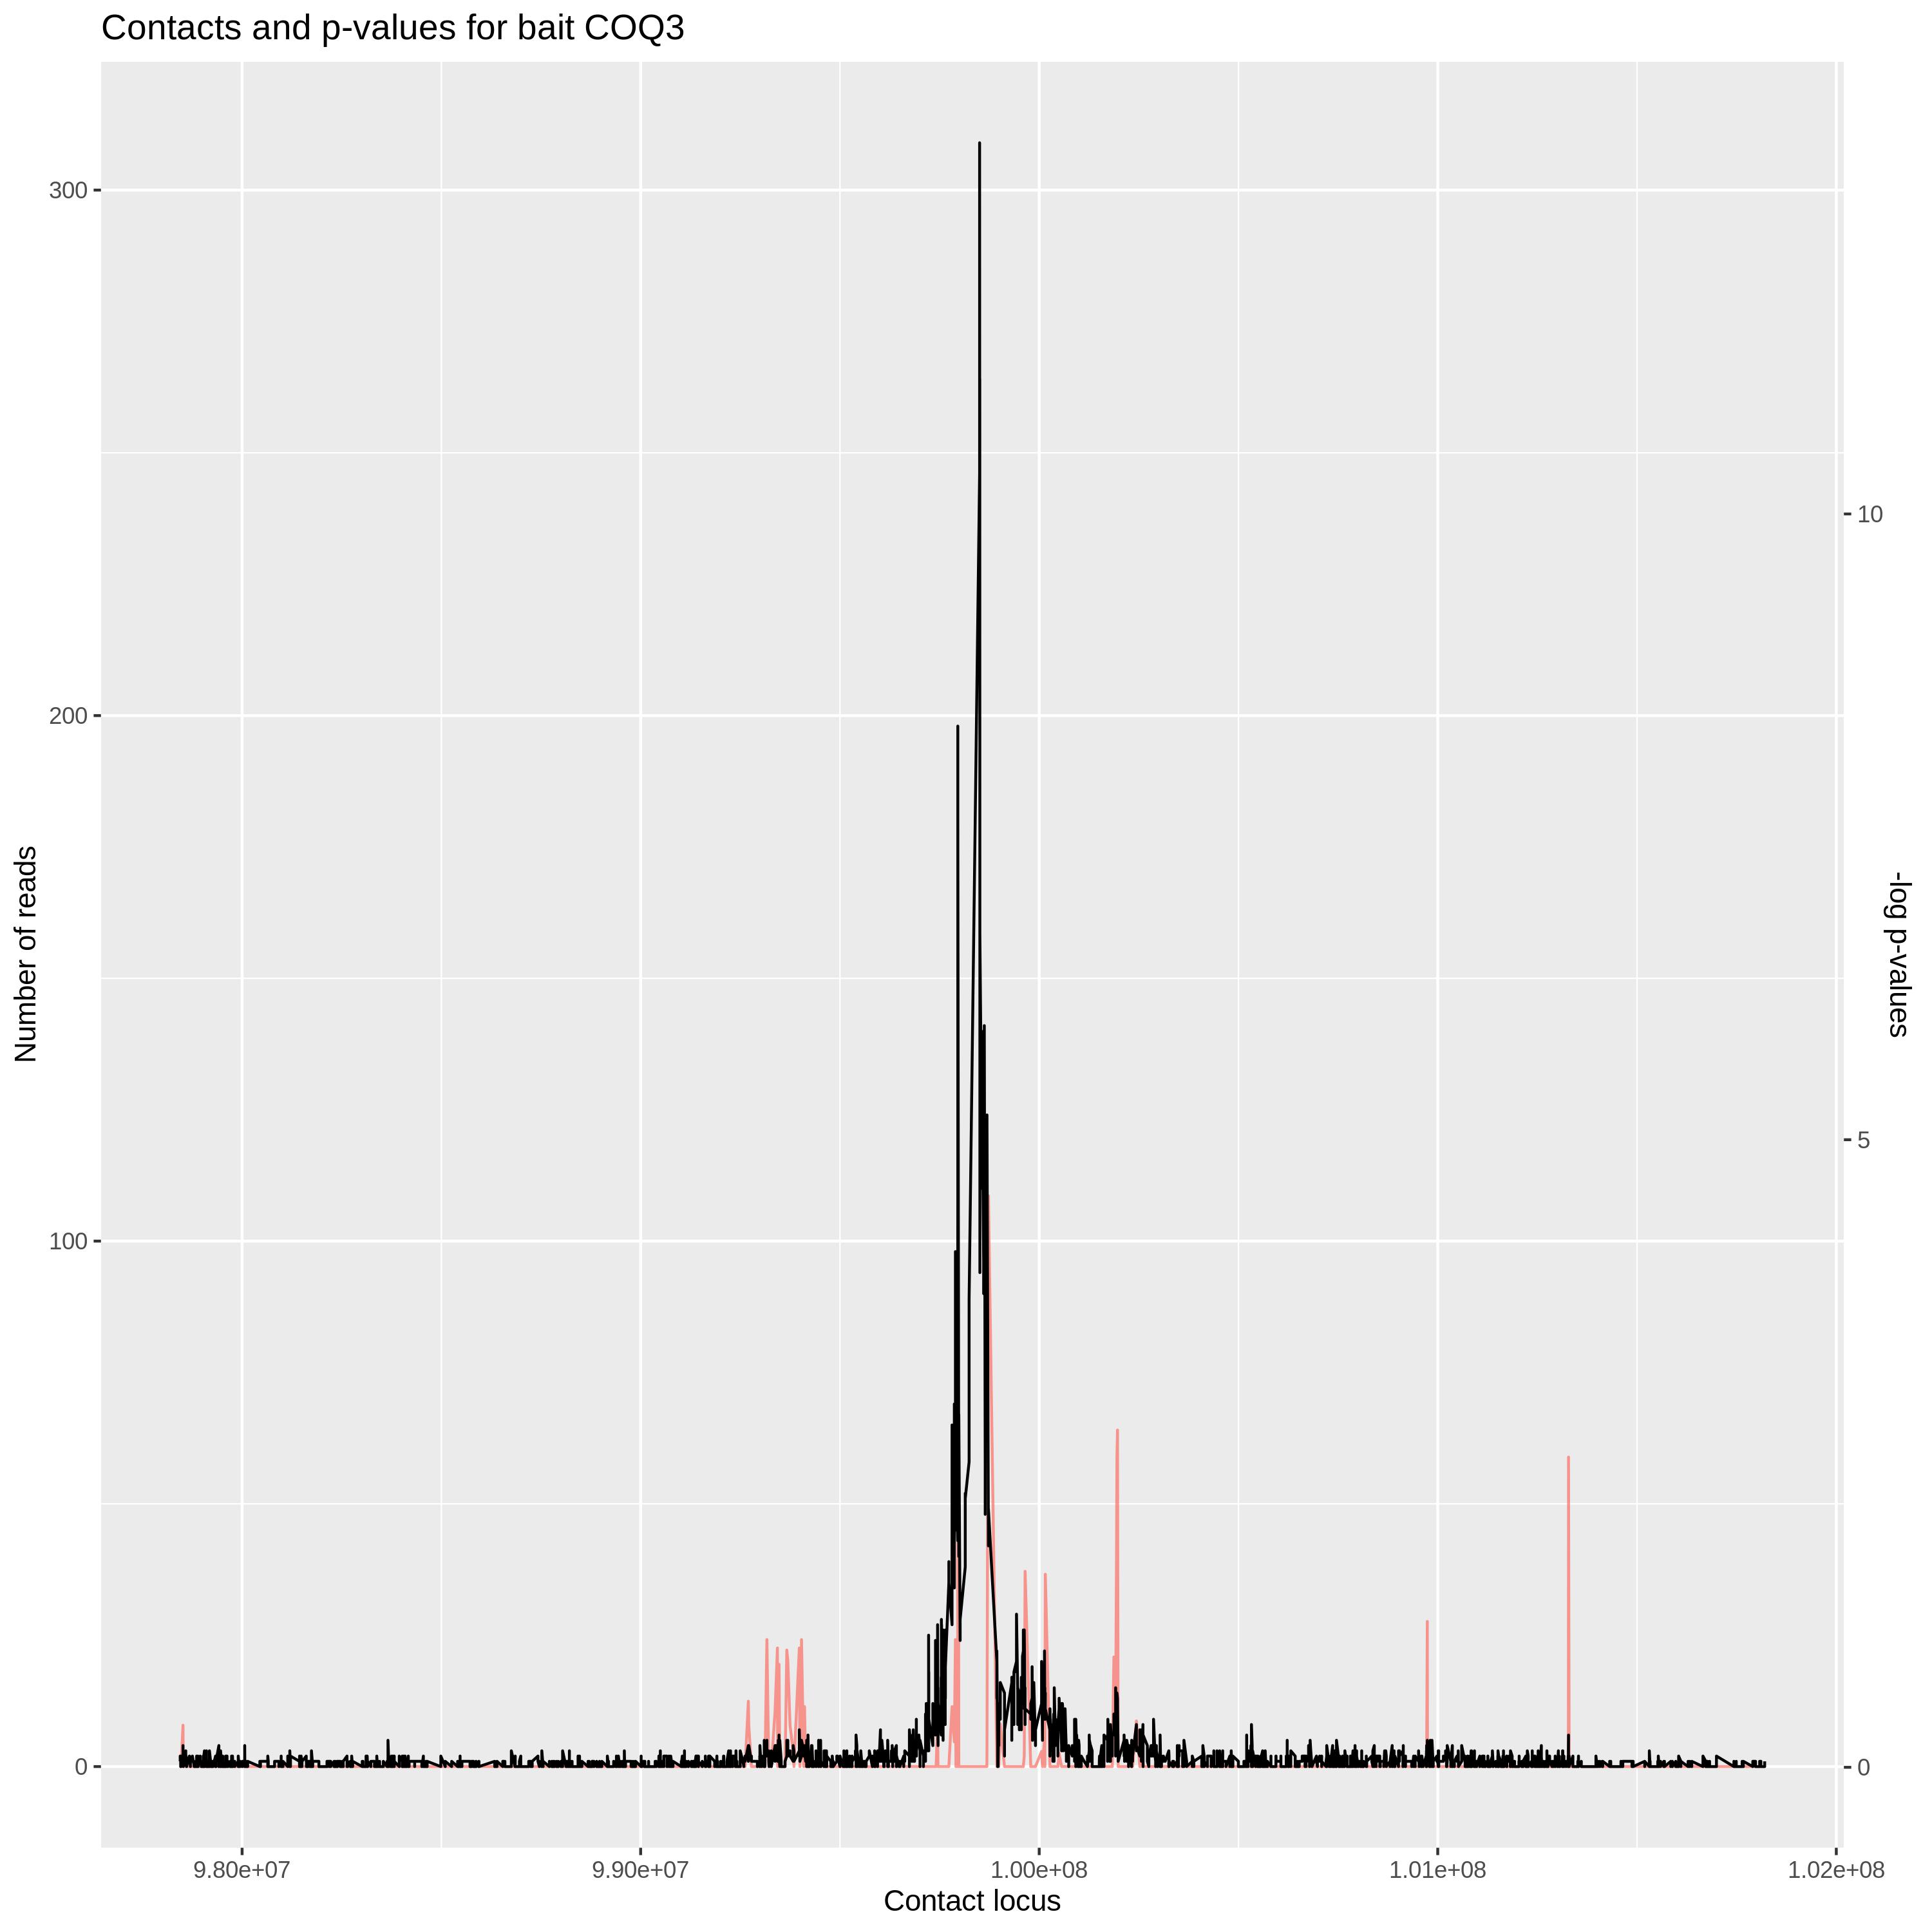 Contacts and p-values for bait COQ3
300
200
100
0
Number of reads
10
5
0
-log p-values
9.80e+07
9.90e+07
1.00e+08
1.01e+08
1.02e+08
Contact locus